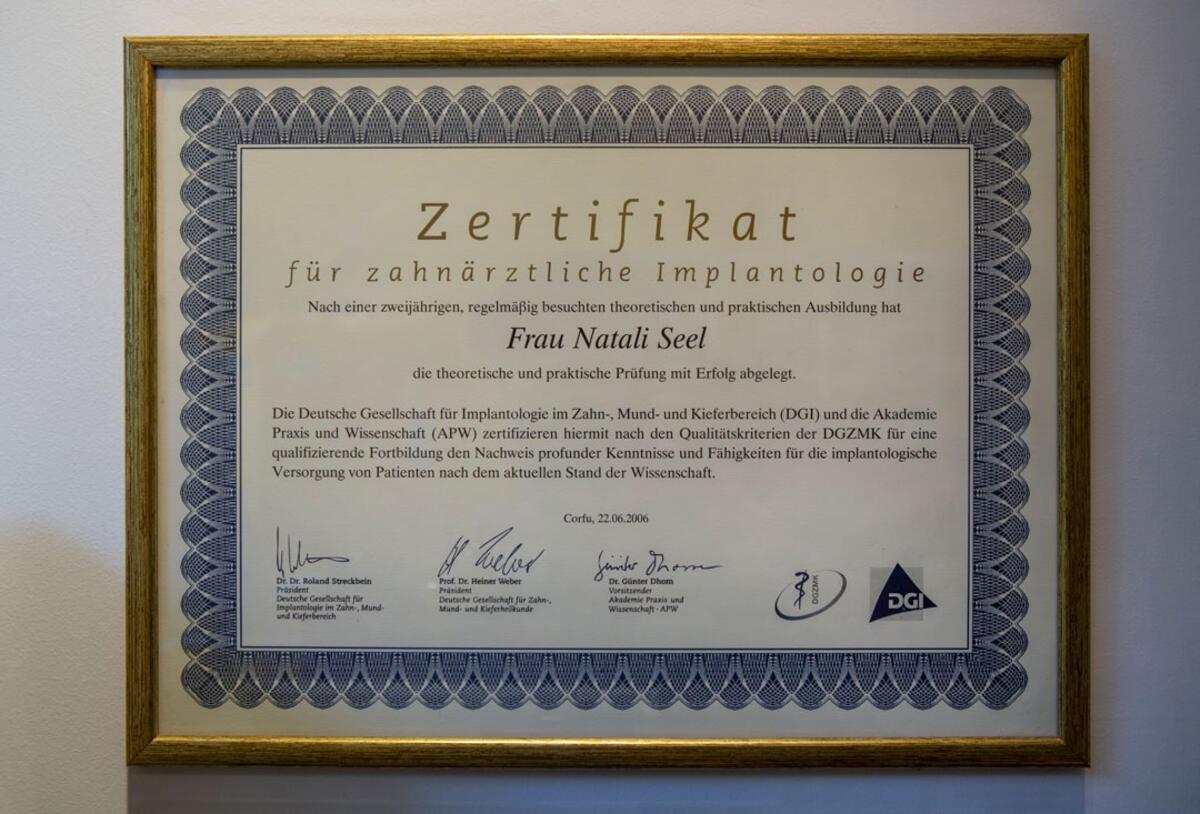 Zertifikat
für zahnärztliche Implantologie
Nach einer zweijährigen, regelmäßig besuchten theoretischen und praktischen Ausbildung hat
Frau Natali Seel
die theoretische und praktische Prüfung mit Erfolg abgelegt.
Die Deutsche Gesellschaft für Implantologie im Zahn-, Mund- und Kieferbereich (DGI) und die Akademie
Praxis und Wissenschaft (APW) zertifizieren hiermit nach den Qualitätskriterien der DGZMK für eine
qualifizierende Fortbildung den Nachweis profunder Kenntnisse und Fähigkeiten für die implantologische
Versorgung von Patienten nach dem aktuellen Stand der Wissenschaft.
Corfu, 22.06.2006
Dr. Dr. Roland Streckbein
Präsident
Deutsche Gesellschaft für
Implantologie im Zahn-, Mund-
und Kieferbereich
H. Weber
Prof. Dr. Heiner Weber
Präsident
Deutsche Gesellschaft für Zahn-,
Mund- und Kieferheilkunde
Günter Dhom
Dr. Günter Dhom
Vorsitzender
Akademie Praxis und
Wissenschaft · APW
DGZMK
DGI